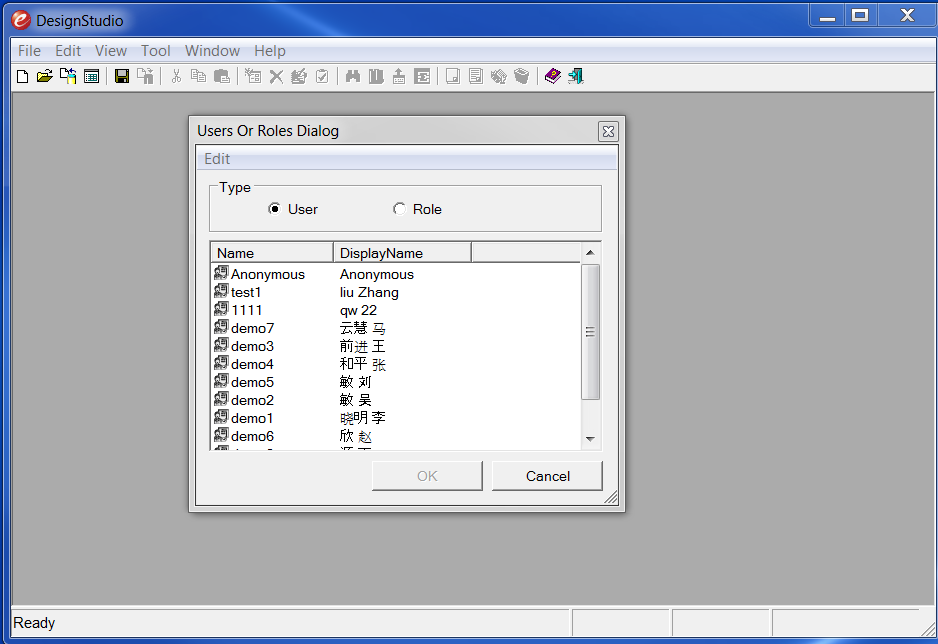 DesignStudio
File Edit View Tool Window Help
Users Or Roles Dialog
Edit
Type
User Role
Name DisplayName
Anonymous Anonymous
test1 liu Zhang
1111 qw 22
demo7 云慧 马
demo3 前进 王
demo4 和平 张
demo5 敏 刘
demo2 敏 吴
demo1 晓明 李
demo6 欣 赵
OK Cancel
Ready